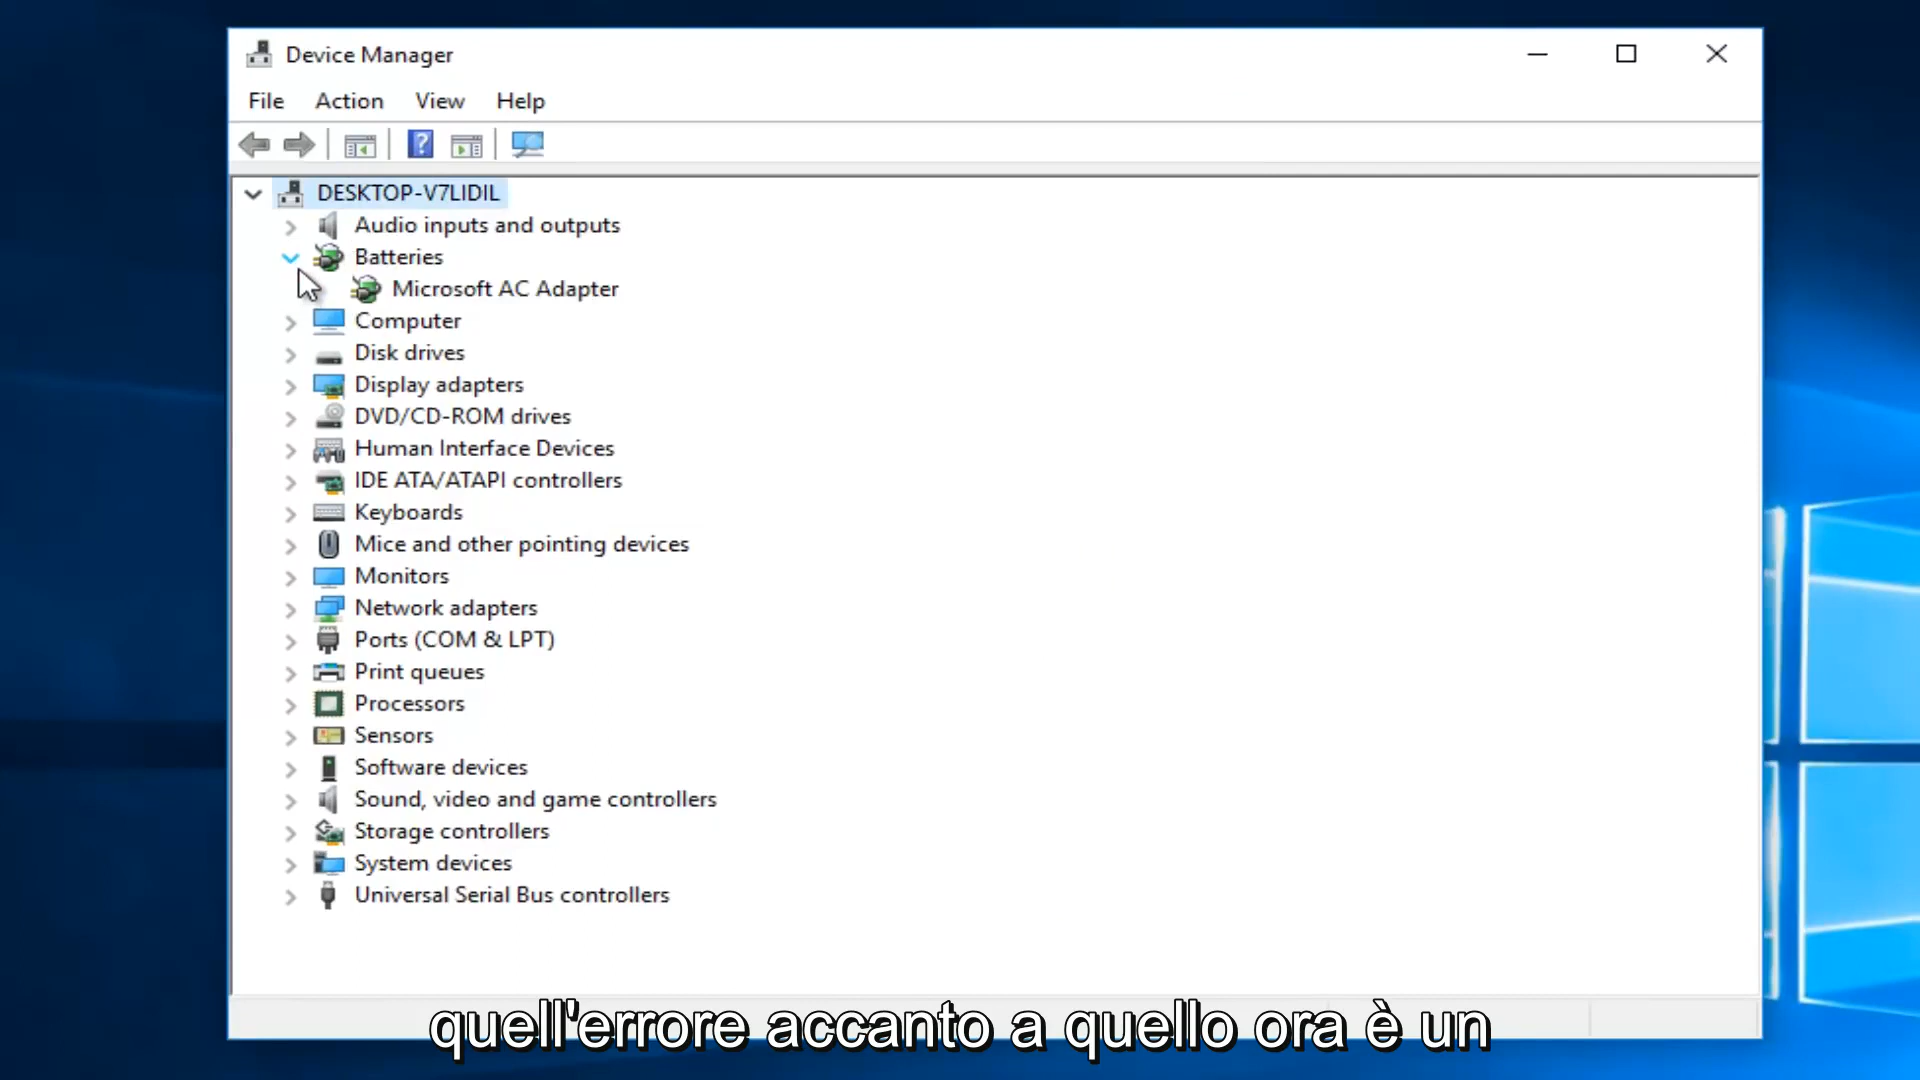 Device Manager
File Action View Help
DESKTOP-V7LIDIL
Audio inputs and outputs
Batteries
Microsoft AC Adapter
Computer
Disk drives
Display adapters
DVD/CD-ROM drives
Human Interface Devices
IDE ATA/ATAPI controllers
Keyboards
Mice and other pointing devices
Monitors
Network adapters
Ports (COM & LPT)
Print queues
Processors
Sensors
Software devices
Sound, video and game controllers
Storage controllers
System devices
Universal Serial Bus controllers
quell'errore accanto a quello ora è un